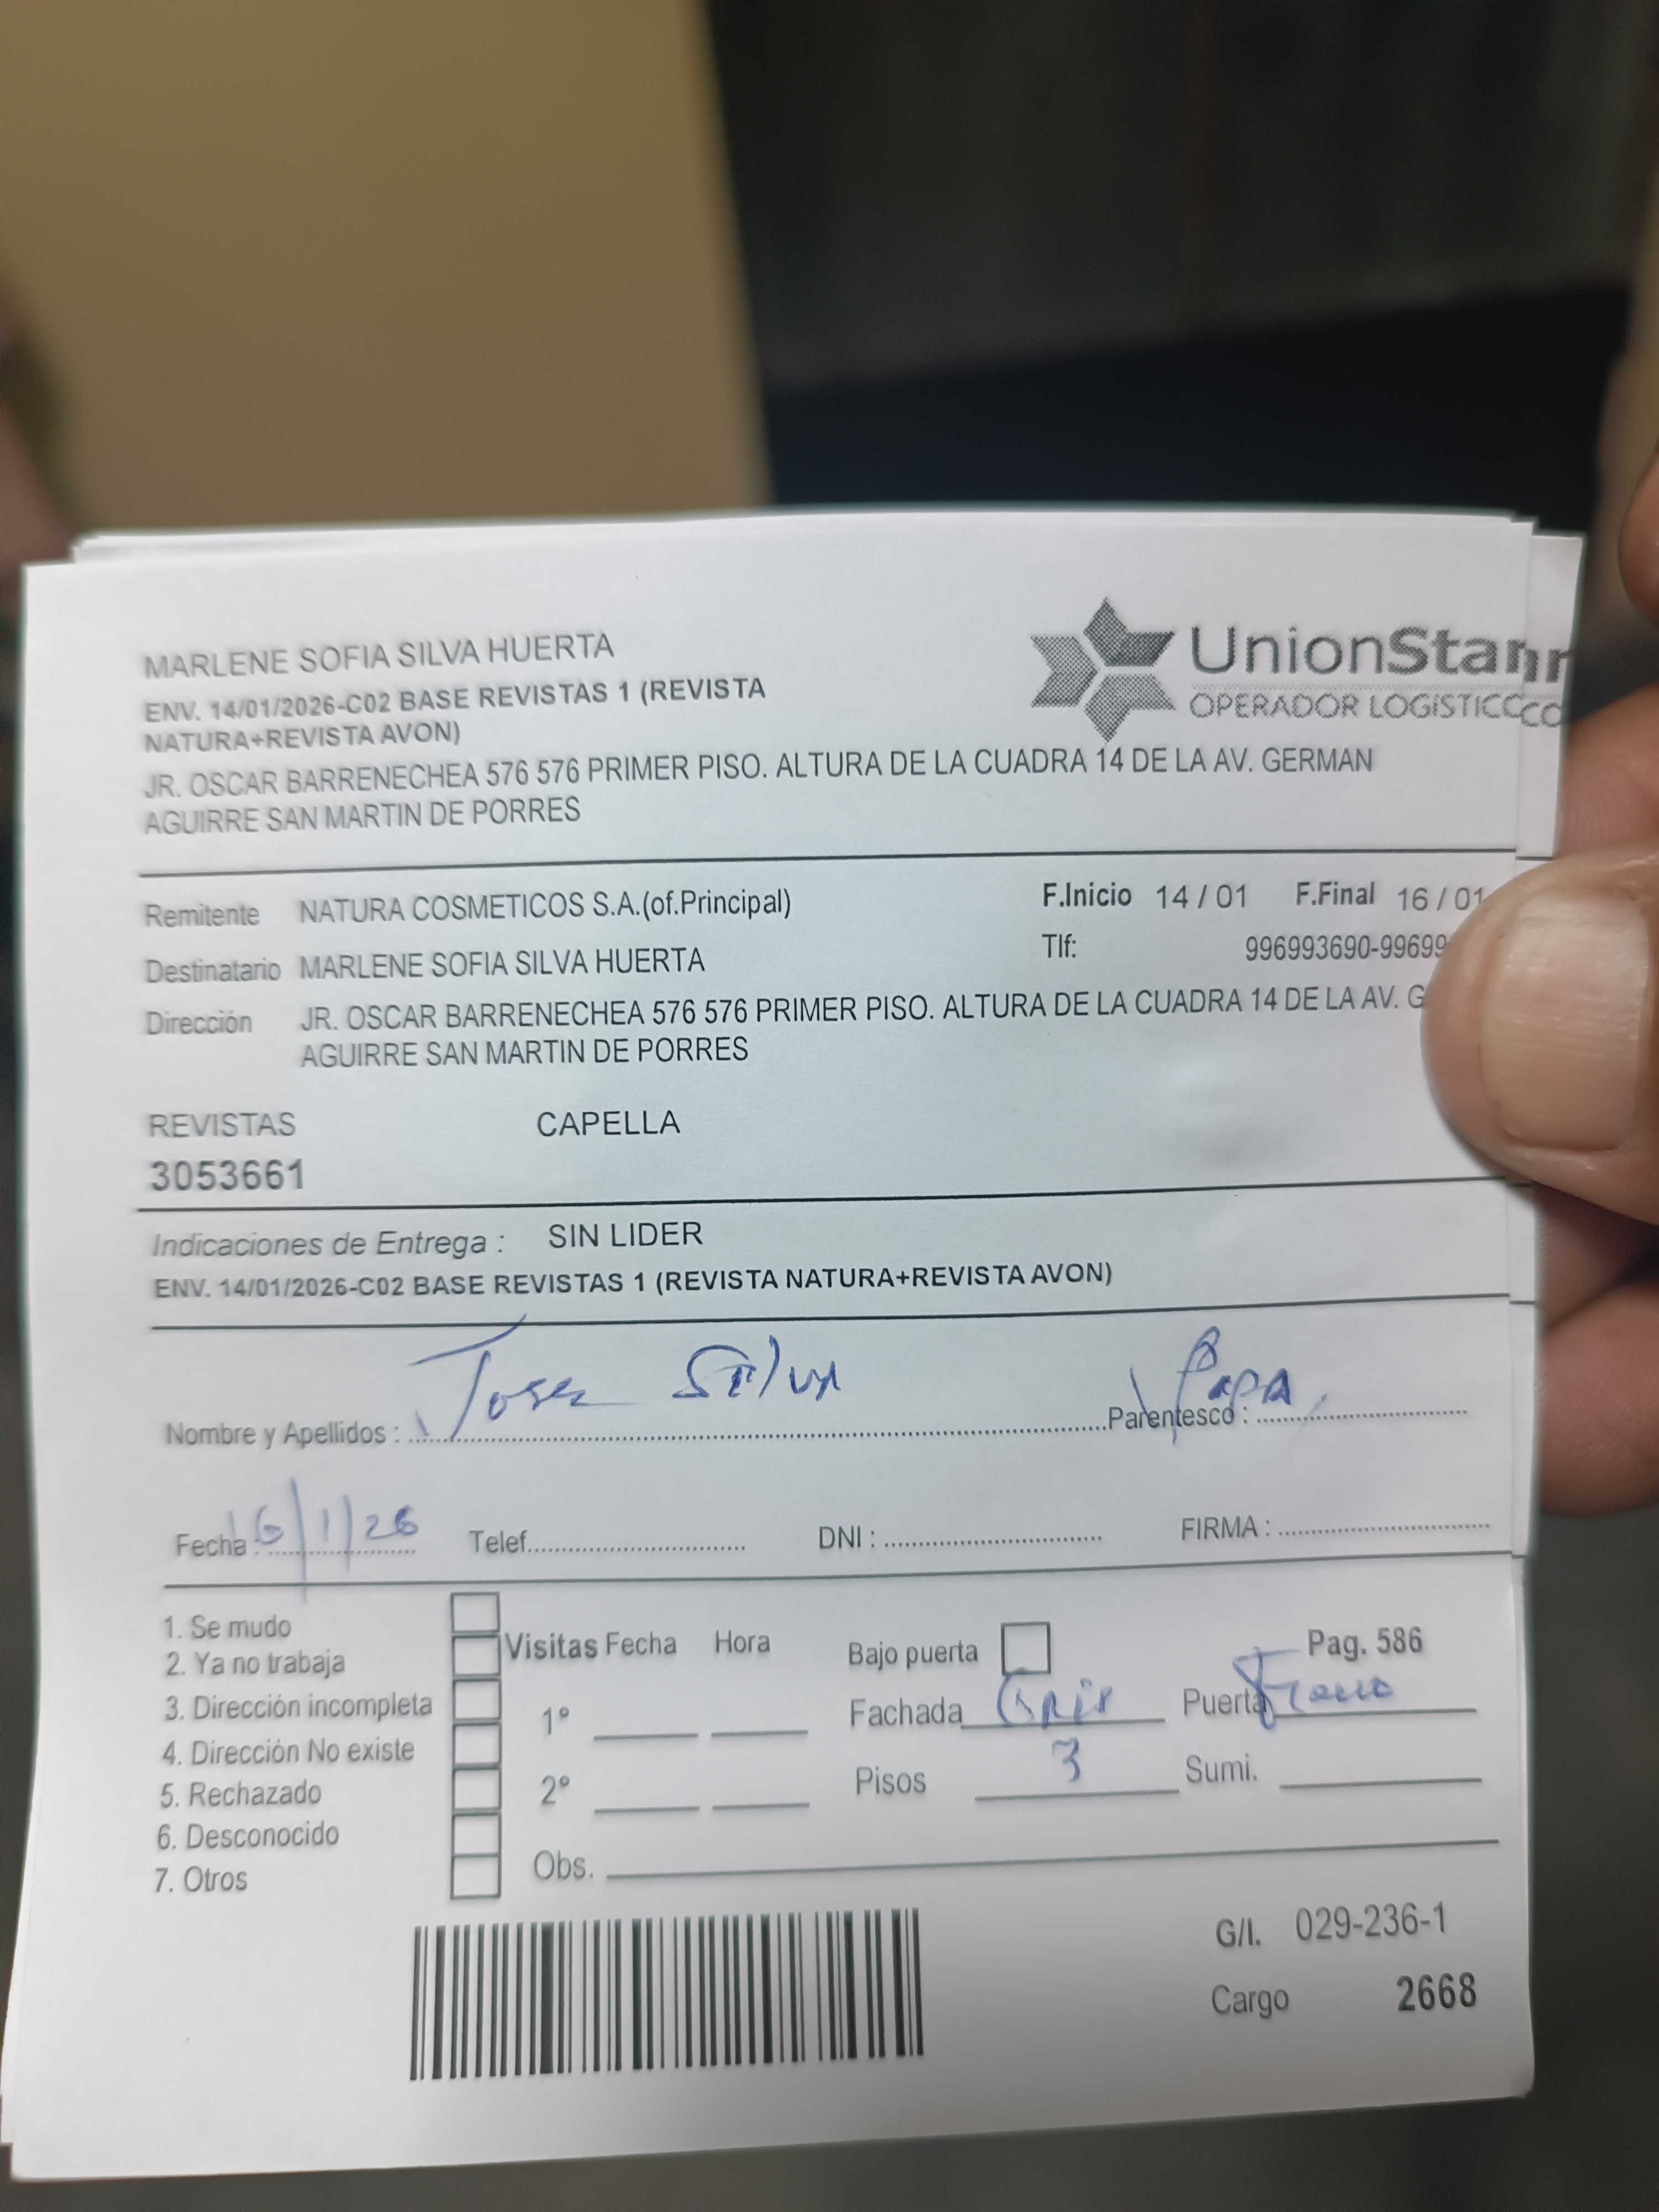 MARLENE SOFIA SILVA HUERTA
ENV. 14/01/2026-C02 BASE REVISTAS 1 (REVISTA
NATURA+REVISTA AVON)
JR. OSCAR BARRENECHEA 576 576 PRIMER PISO. ALTURA DE LA CUADRA 14 DE LA AV. GERMAN
AGUIRRE SAN MARTIN DE PORRES
UnionStar
OPERADOR LOGÍSTICO
Remitente NATURA COSMETICOS S.A.(of.Principal) F.Inicio 14 / 01 F.Final 16 / 01
Destinatario MARLENE SOFIA SILVA HUERTA Tlf: 996993690-99699
Dirección JR. OSCAR BARRENECHEA 576 576 PRIMER PISO. ALTURA DE LA CUADRA 14 DE LA AV. G
AGUIRRE SAN MARTIN DE PORRES
REVISTAS CAPELLA
3053661
Indicaciones de Entrega : SIN LIDER
ENV. 14/01/2026-C02 BASE REVISTAS 1 (REVISTA NATURA+REVISTA AVON)
Nombre y Apellidos : Silva Parentesco : Papa
Fecha : 16/1/26 Telef. DNI : FIRMA :
1. Se mudo
2. Ya no trabaja
3. Dirección incompleta
4. Dirección No existe
5. Rechazado
6. Desconocido
7. Otros
Visitas Fecha Hora
1°
2°
Obs.
Bajo puerta Pag. 586
Fachada Gris Puerta
Pisos 3 Sumi.
G/I. 029-236-1
Cargo 2668